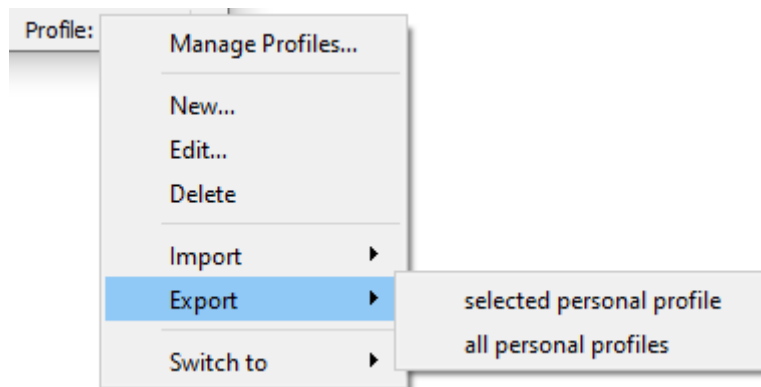 Profile:
Manage Profiles...
New...
Edit...
Delete
Import
Export
selected personal profile
all personal profiles
Switch to